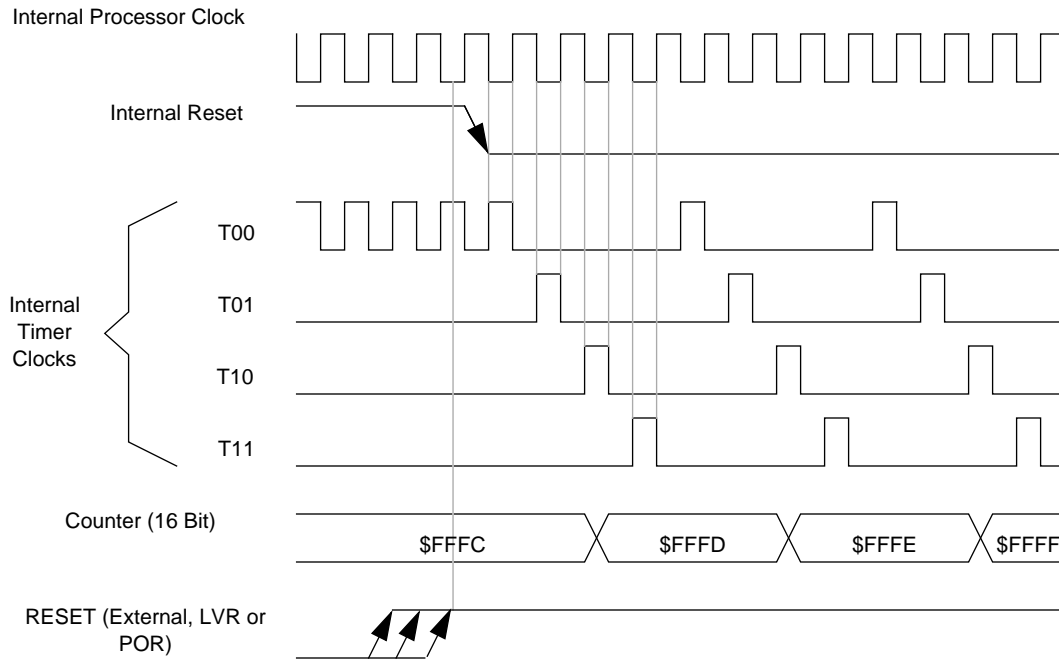 Internal Processor Clock
Internal Reset
T00
T01
Internal
Timer
Clocks
T10
T11
Counter (16 Bit)
$FFFC
$FFFD
$FFFE
$FFFF
RESET (External, LVR or
POR)